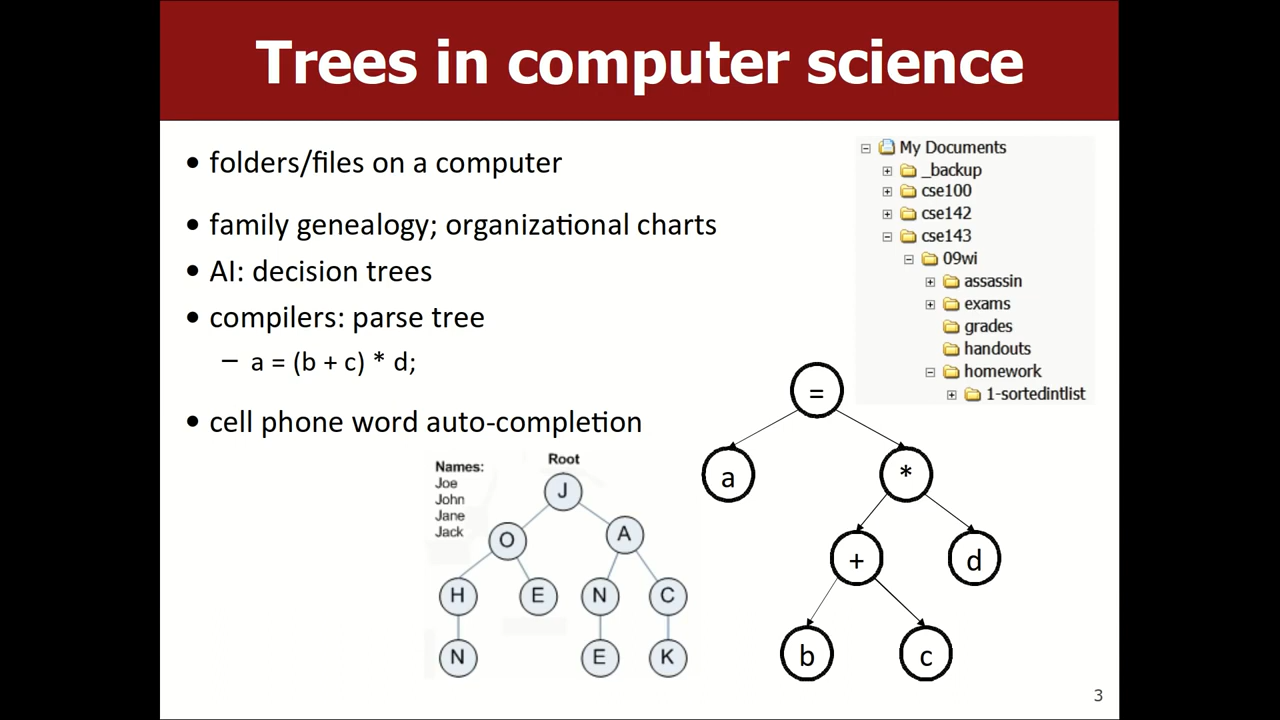 Trees in computer science
• folders/files on a computer
• family genealogy; organizational charts
• AI: decision trees
• compilers: parse tree
– a = (b + c) * d;
• cell phone word auto-completion
My Documents
_backup
cse100
cse142
cse143
09wi
assassin
exams
grades
handouts
homework
1-sortedintlist
Names:
Joe
John
Jane
Jack
Root
J
O A
H E N C
N E K
=
a *
+ d
b c
3